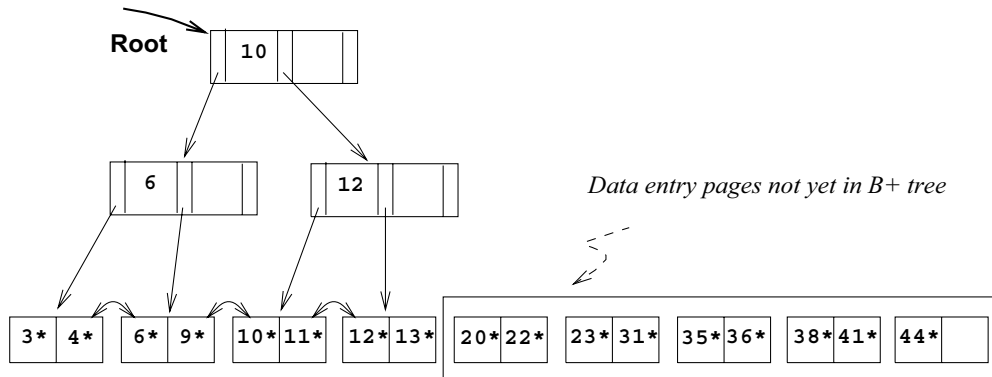 Root
10
6
12
Data entry pages not yet in B+ tree
3* 4* 6* 9* 10* 11* 12* 13* 20* 22* 23* 31* 35* 36* 38* 41* 44*